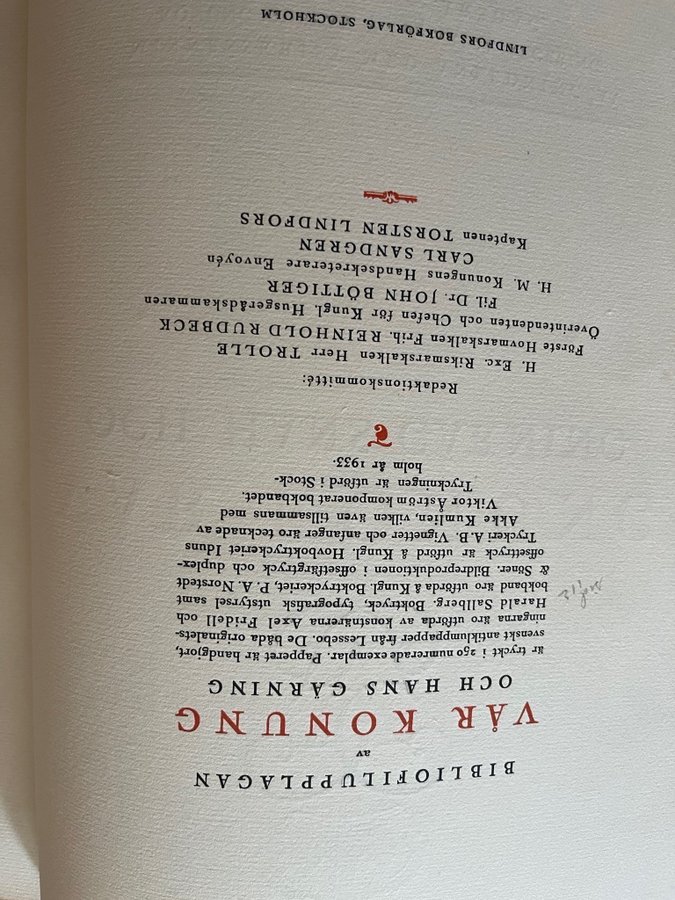 BIBLIOFILUPPLAGAN
av
VÅR KONUNG
OCH HANS GÄRNING
är tryckt i 250 numrerade exemplar. Papperet är handgjort,
svenskt antiklumppapper från Lessebo. De båda originalets-
ningarna äro utförda av konstnärerna Axel Fridell och
Harald Sallberg. Boktryck, typografisk utstyrsel samt
bokband äro utförda å Kungl. Boktryckeriet, P. A. Norstedt
& Söner. Bildreproduktionen i offsetfärgtryck och duplex-
offsettryck är utförd å Kungl. Hovboktryckeriet Iduns
Tryckeri A.B. Vignetter och anfanger äro tecknade av
Akke Kumlien, vilken även tillsammans med
Viktor Åström komponerat bokbandet.
Tryckningen är utförd i Stock-
holm år 1933.
Redaktionskommitté:
H. Exc. Riksmarskalken Herr TROLLE
Förste Hovmarskalken Frih. REINHOLD RUDBECK
Överintendenten och Chefen för Kungl. Husgerådskammaren
Fil. Dr. JOHN BÖTTIGER
H. M. Konungens Handsekreterare Envoyén
CARL SANDGREN
Kaptenen TORSTEN LINDFORS
LINDFORS BOKFÖRLAG, STOCKHOLM